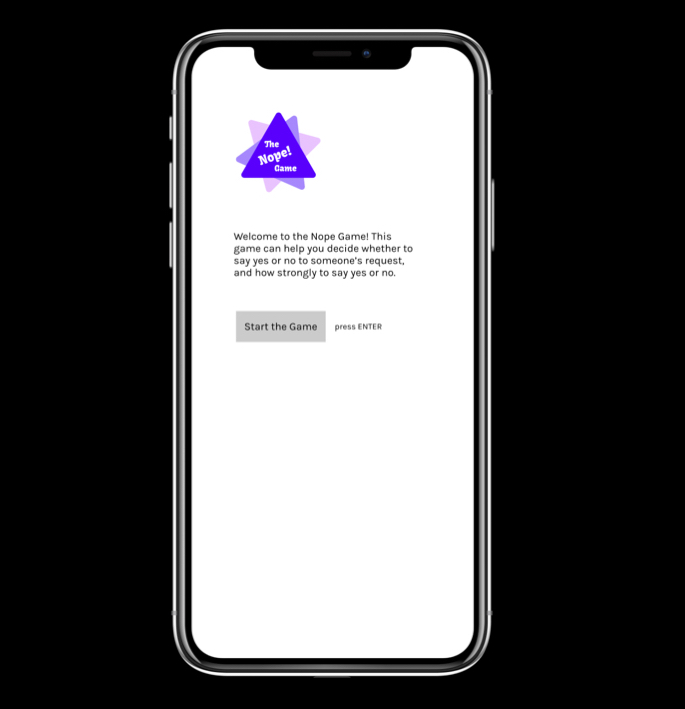 The
Nope!
Game
Welcome to the Nope Game! This
game can help you decide whether to
say yes or no to someone's request,
and how strongly to say yes or no.
Start the Game press ENTER